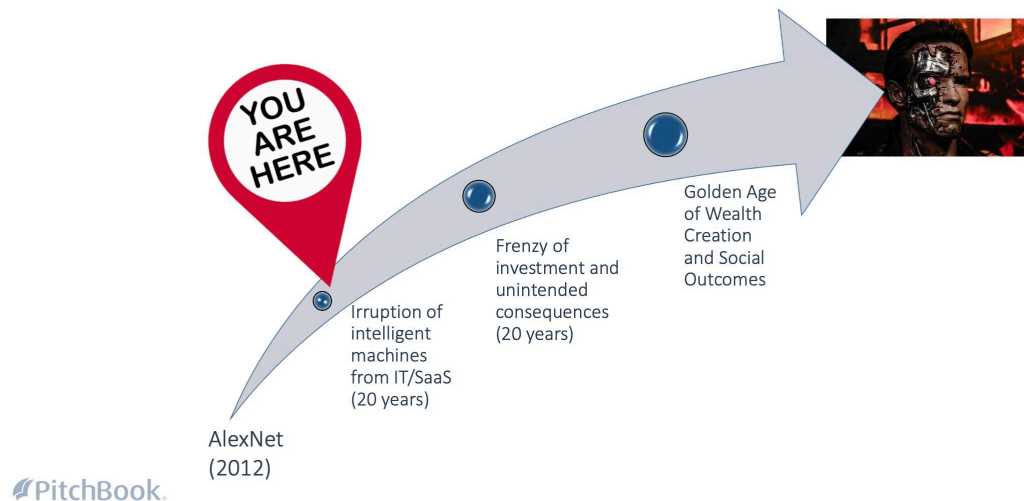 YOU
ARE
HERE
AlexNet
(2012)
Irruption of
intelligent
machines
from IT/SaaS
(20 years)
Frenzy of
investment and
unintended
consequences
(20 years)
Golden Age
of Wealth
Creation
and Social
Outcomes
PitchBook